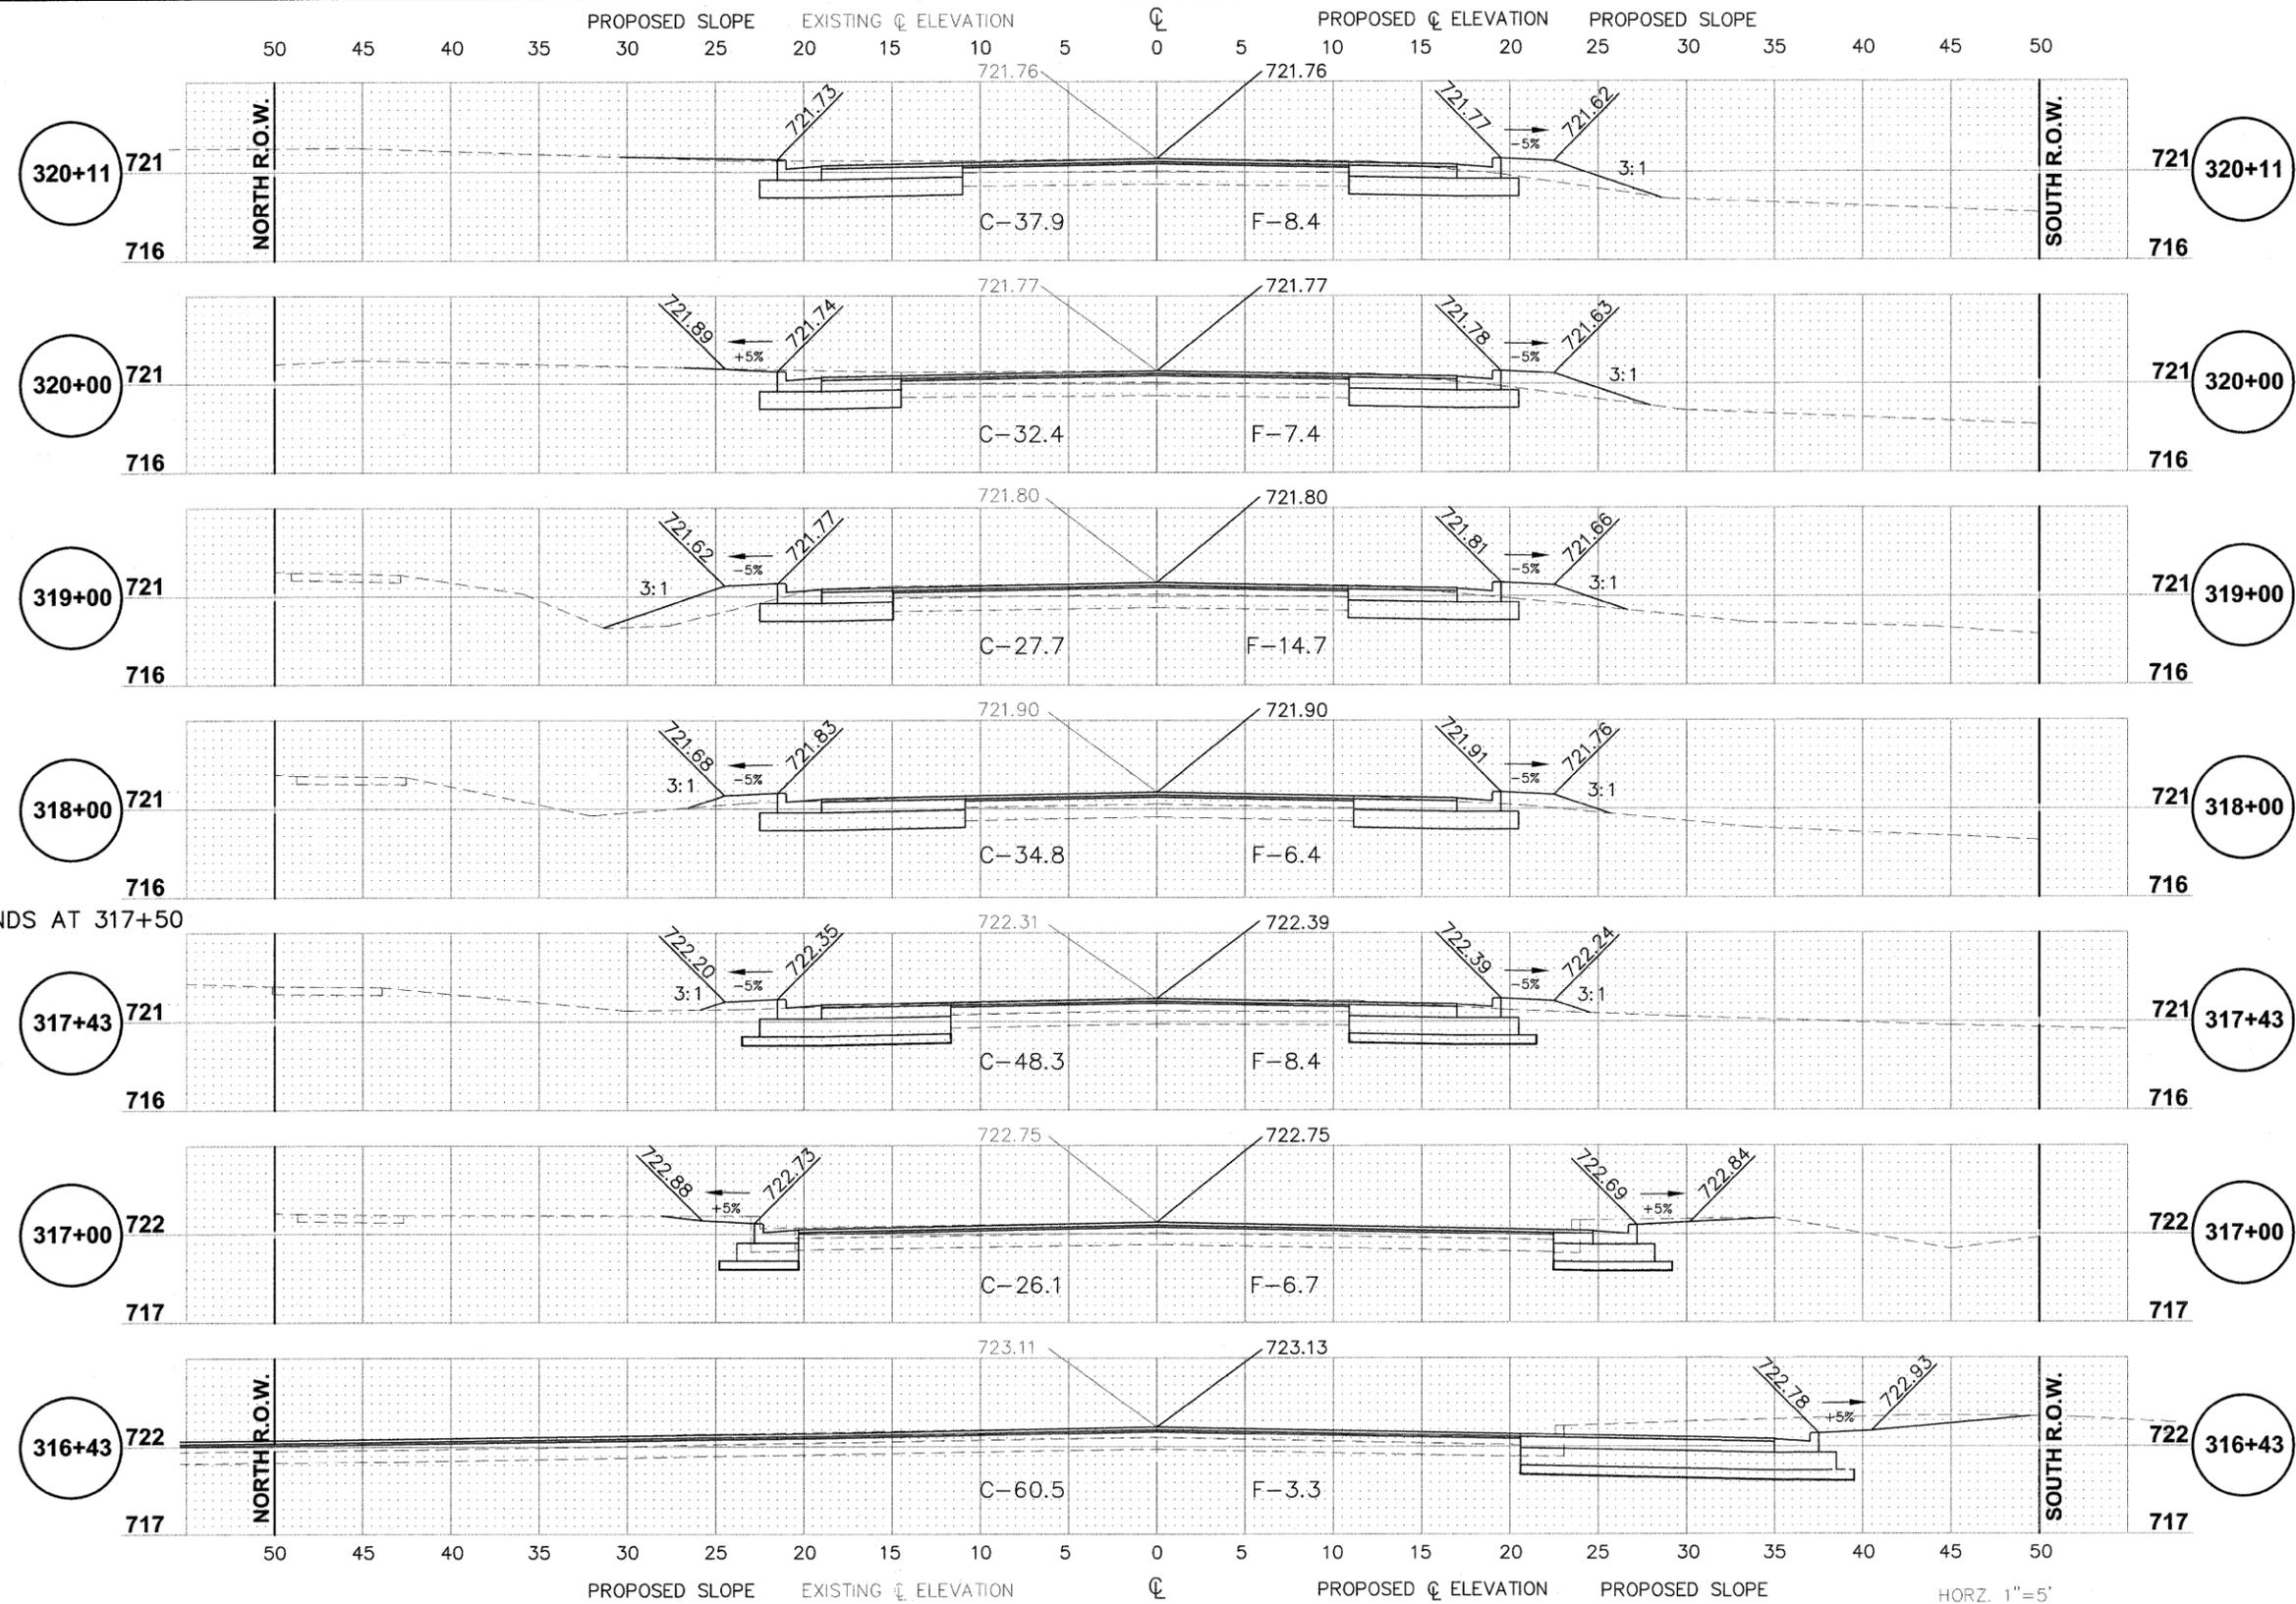 PROPOSED SLOPE EXISTING ℄ ELEVATION ℄ PROPOSED ℄ ELEVATION PROPOSED SLOPE
50 45 40 35 30 25 20 15 10 5 0 5 10 15 20 25 30 35 40 45 50
721.76 721.76
721.73 721.77 -5% 721.62
320+11 721 NORTH R.O.W. 3:1 SOUTH R.O.W. 721 320+11
C-37.9 F-8.4
716 716
721.77 721.77
721.89 +5% 721.74 721.78 -5% 721.63
320+00 721 3:1 721 320+00
C-32.4 F-7.4
716 716
721.80 721.80
721.62 -5% 721.77 721.81 -5% 721.66
319+00 721 3:1 3:1 721 319+00
C-27.7 F-14.7
716 716
721.90 721.90
721.68 -5% 721.83 721.91 -5% 721.76
318+00 721 3:1 3:1 721 318+00
C-34.8 F-6.4
716 716
NDS AT 317+50
722.31 722.39
722.20 -5% 722.35 722.39 -5% 722.24
317+43 721 3:1 3:1 721 317+43
C-48.3 F-8.4
716 716
722.75 722.75
722.88 +5% 722.73 722.69 +5% 722.84
317+00 722 722 317+00
C-26.1 F-6.7
717 717
723.11 723.13
722.78 +5% 722.93
316+43 722 NORTH R.O.W. SOUTH R.O.W. 722 316+43
C-60.5 F-3.3
717 717
50 45 40 35 30 25 20 15 10 5 0 5 10 15 20 25 30 35 40 45 50
PROPOSED SLOPE EXISTING ℄ ELEVATION ℄ PROPOSED ℄ ELEVATION PROPOSED SLOPE HORZ. 1"=5'